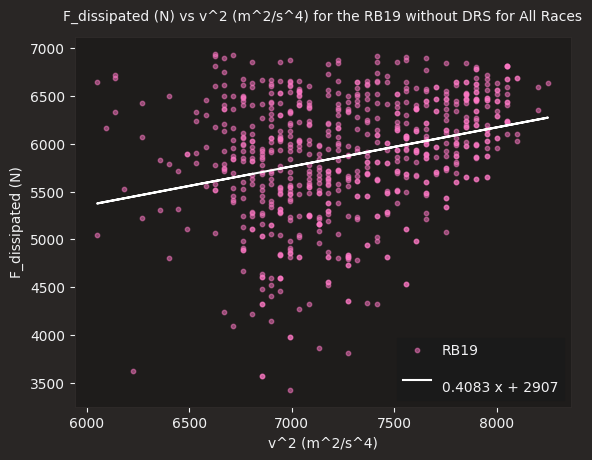 F_dissipated (N) vs v^2 (m^2/s^4) for the RB19 without DRS for All Races
7000
6500
6000
5500
5000
4500
4000
3500
F_dissipated (N)
RB19
0.4083 x + 2907
6000
6500
7000
7500
8000
v^2 (m^2/s^4)